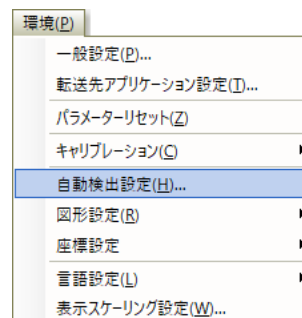 環境(P)
一般設定(P)...
転送先アプリケーション設定(T)...
パラメーターリセット(Z)
キャリブレーション(C)
自動検出設定(H)...
図形設定(R)
座標設定
言語設定(L)
表示スケーリング設定(W)...